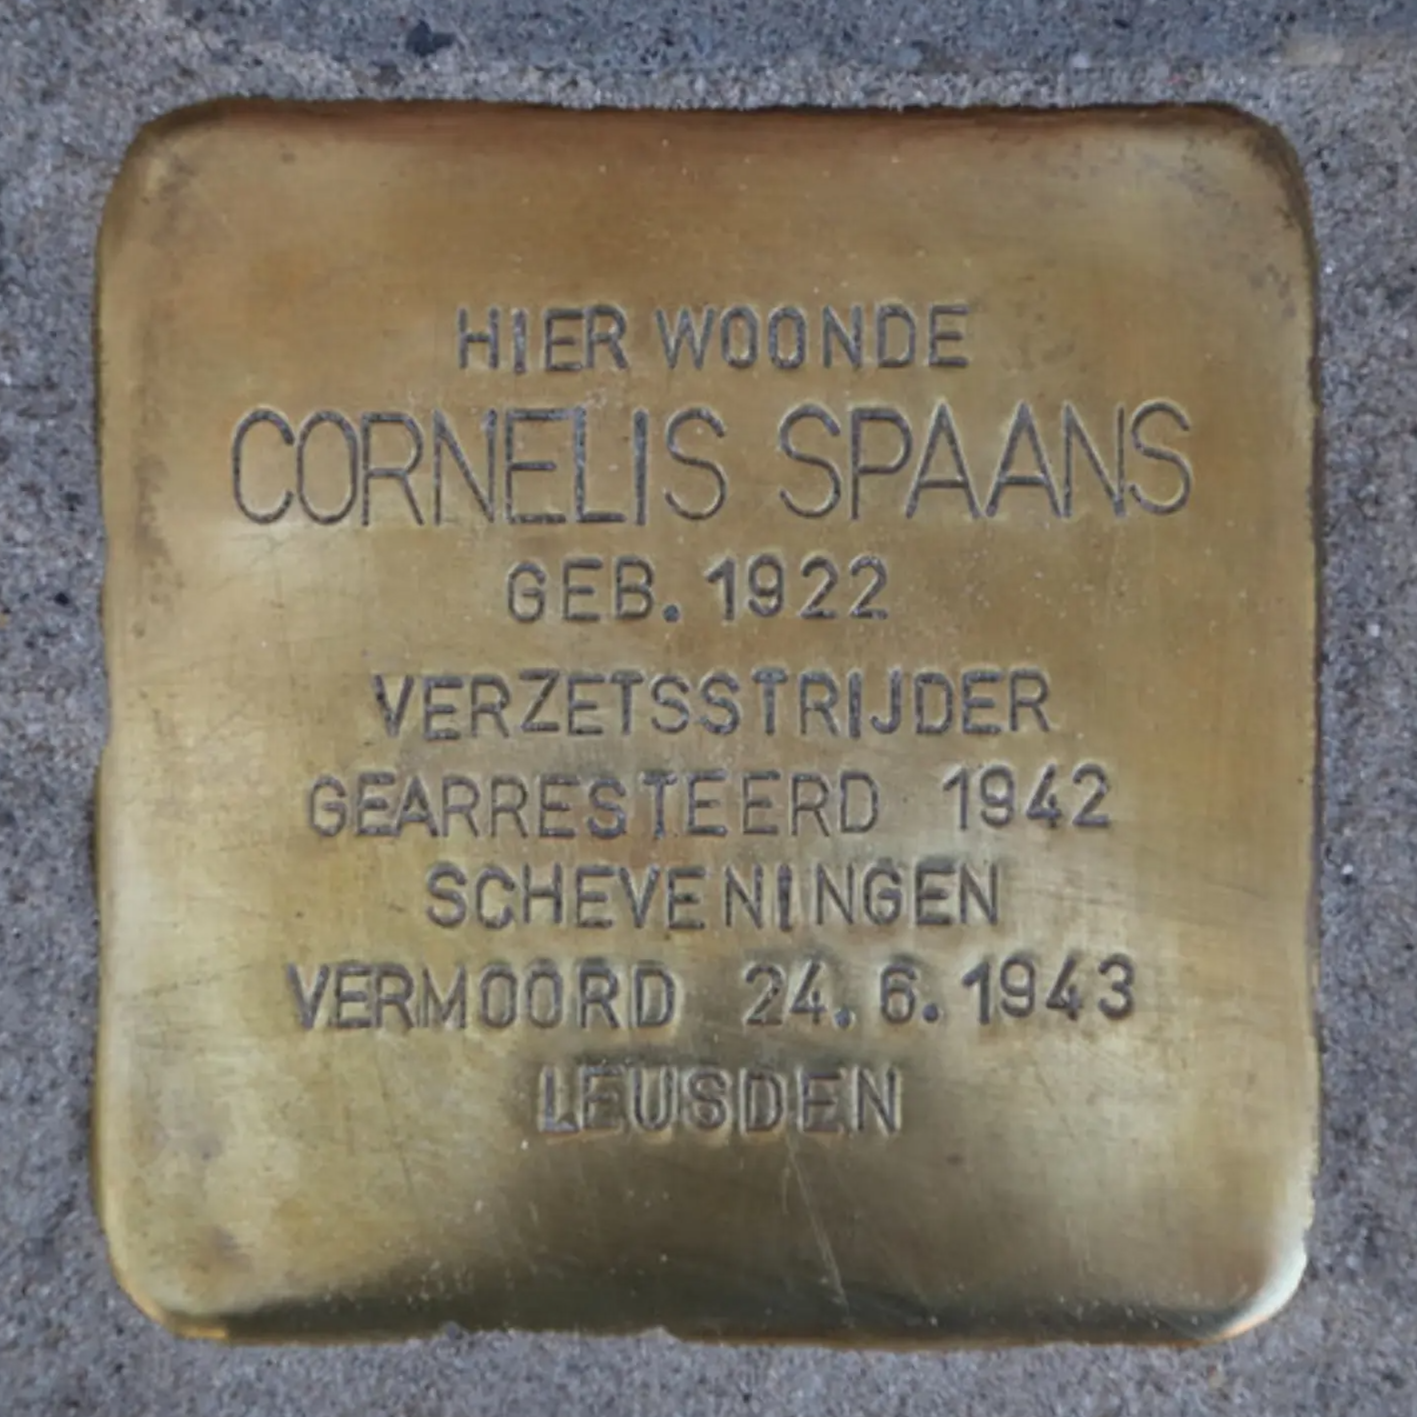 HIER WOONDE
CORNELIS SPAANS
GEB. 1922
VERZETSSTRIJDER
GEARRESTEERD 1942
SCHEVENINGEN
VERMOORD 24.6.1943
LEUSDEN